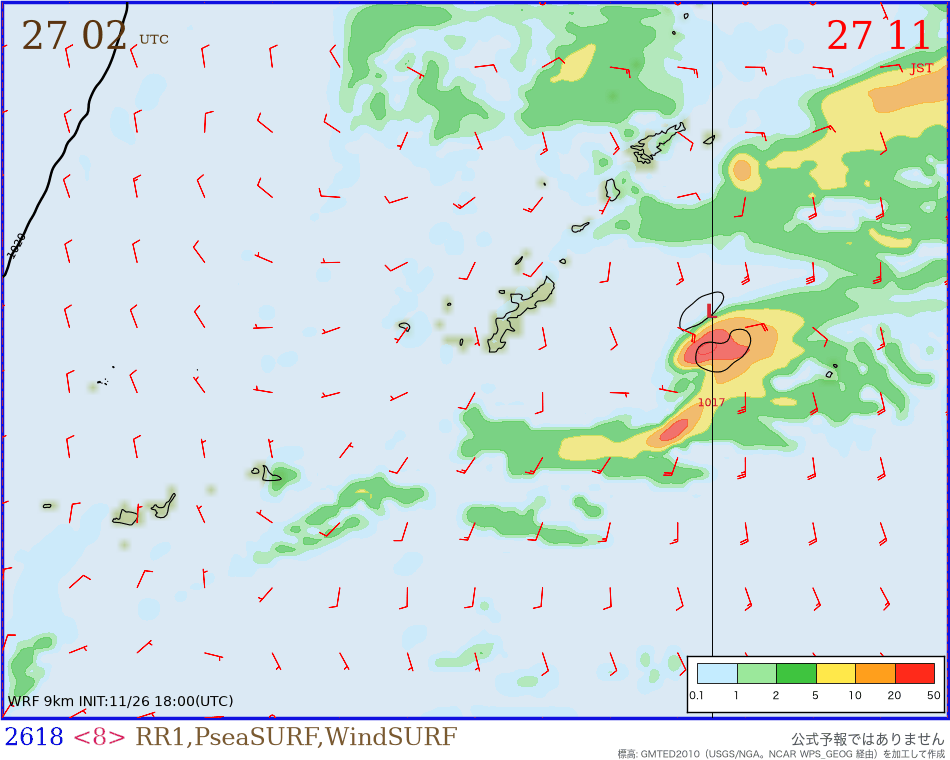 27 02 UTC
27 11
JST
1020
L
1017
WRF 9km INIT:11/26 18:00(UTC)
0.1 1 2 5 10 20 50
2618 <8> RR1,PseaSURF,WindSURF
公式予報ではありません
標高: GMTED2010（USGS/NGA。NCAR WPS_GEOG 経由）を加工して作成